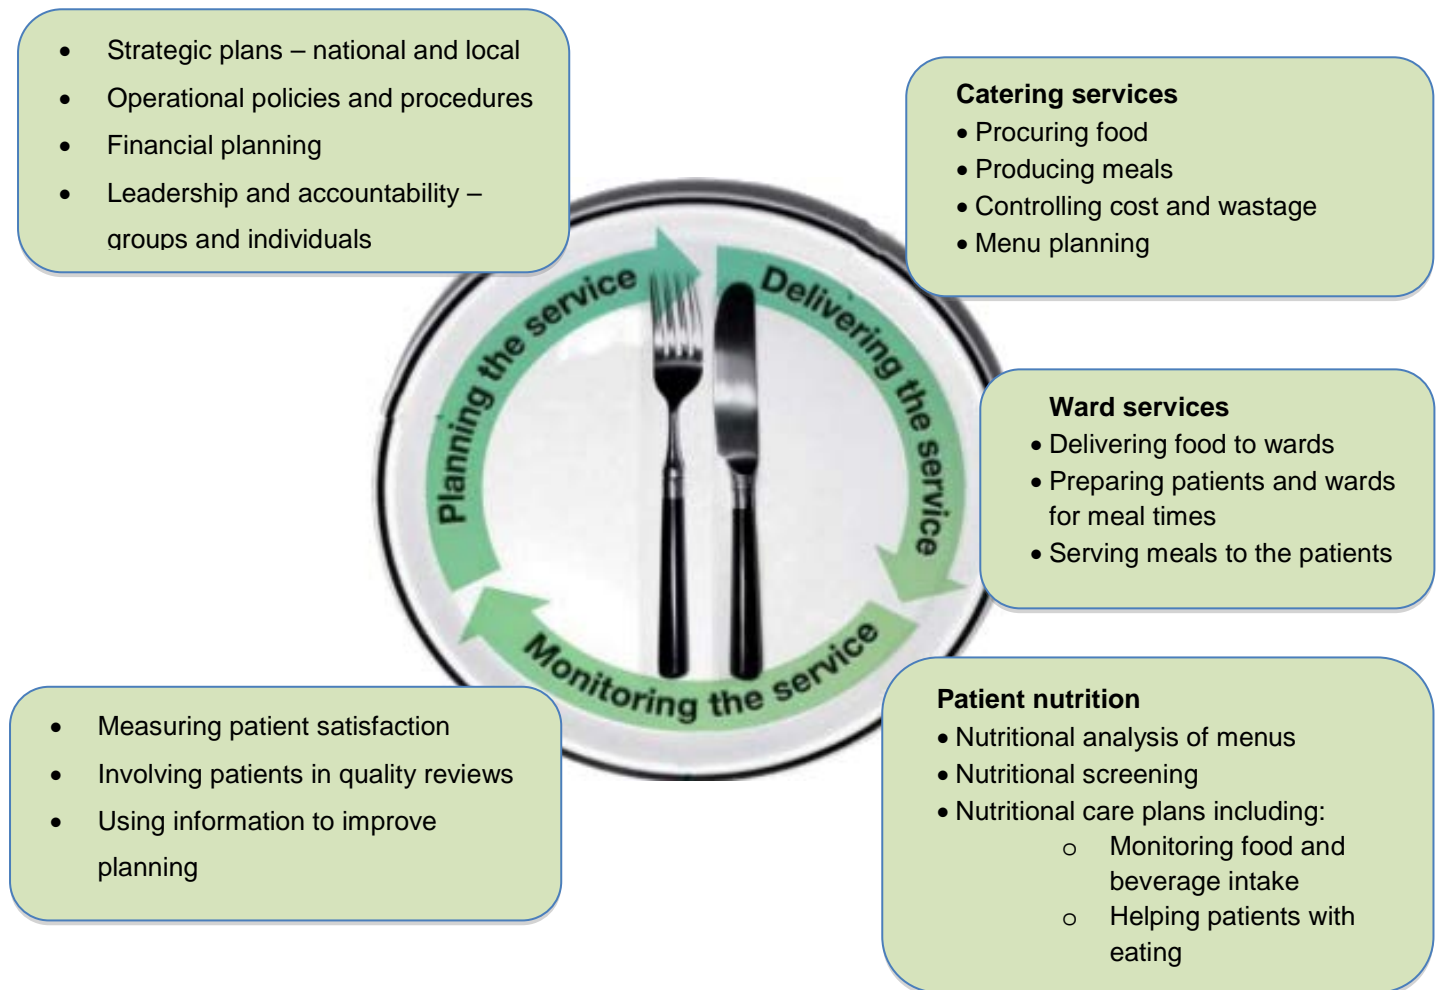 • Strategic plans – national and local
• Operational policies and procedures
• Financial planning
• Leadership and accountability –
groups and individuals
Catering services
• Procuring food
• Producing meals
• Controlling cost and wastage
• Menu planning
Planning the service
Delivering the service
Monitoring the service
Ward services
• Delivering food to wards
• Preparing patients and wards
for meal times
• Serving meals to the patients
• Measuring patient satisfaction
• Involving patients in quality reviews
• Using information to improve
planning
Patient nutrition
• Nutritional analysis of menus
• Nutritional screening
• Nutritional care plans including:
o Monitoring food and
beverage intake
o Helping patients with
eating